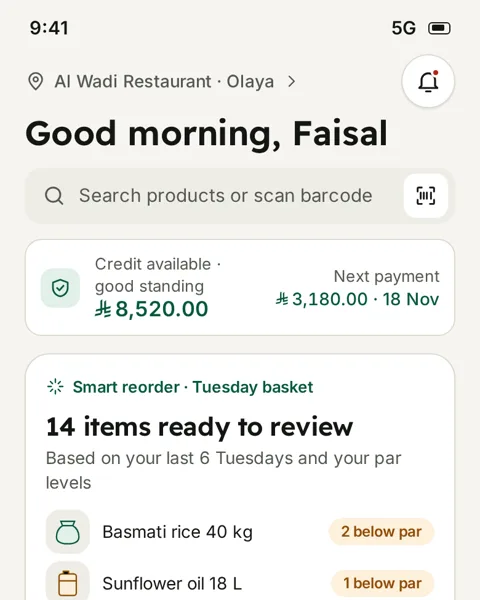 9:41
5G
Al Wadi Restaurant · Olaya
Good morning, Faisal
Search products or scan barcode
Credit available ·
good standing
⃁ 8,520.00
Next payment
⃁ 3,180.00 · 18 Nov
Smart reorder · Tuesday basket
14 items ready to review
Based on your last 6 Tuesdays and your par
levels
Basmati rice 40 kg
2 below par
Sunflower oil 18 L
1 below par